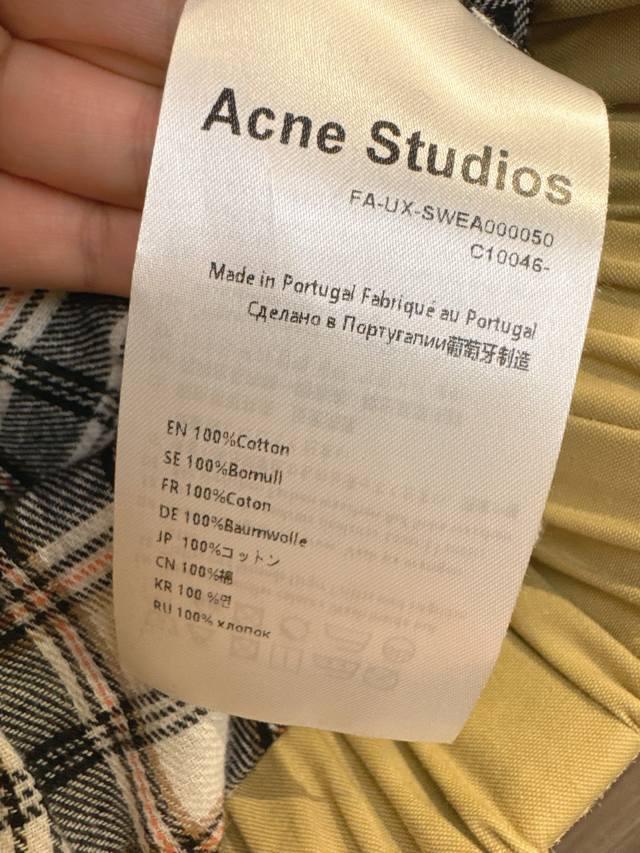 Acne Studios
FA-UX-SWEA000050
C10046-
Made in Portugal Fabriqué au Portugal
Сделано в Португалии葡萄牙制造
EN 100%Cotton
SE 100%Bomull
FR 100%Coton
DE 100%Baumwolle
JP 100%コットン
CN 100%棉
KR 100 %면
RU 100% хлопок